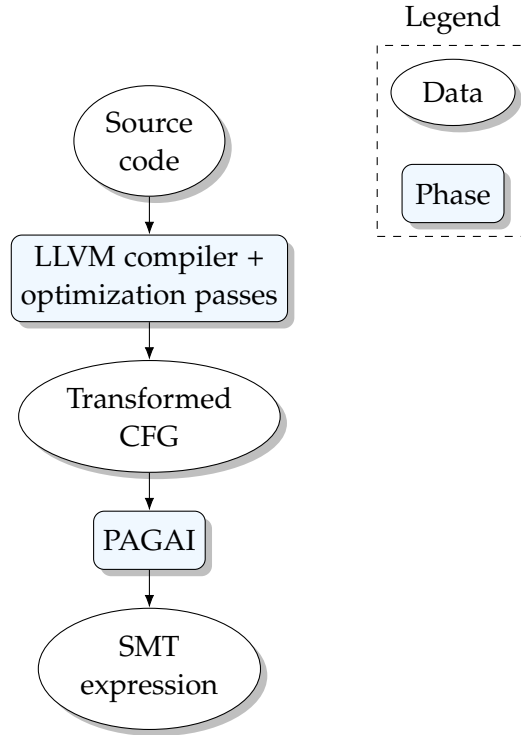 Legend
Data
Phase
Source
code
LLVM compiler +
optimization passes
Transformed
CFG
PAGAI
SMT
expression